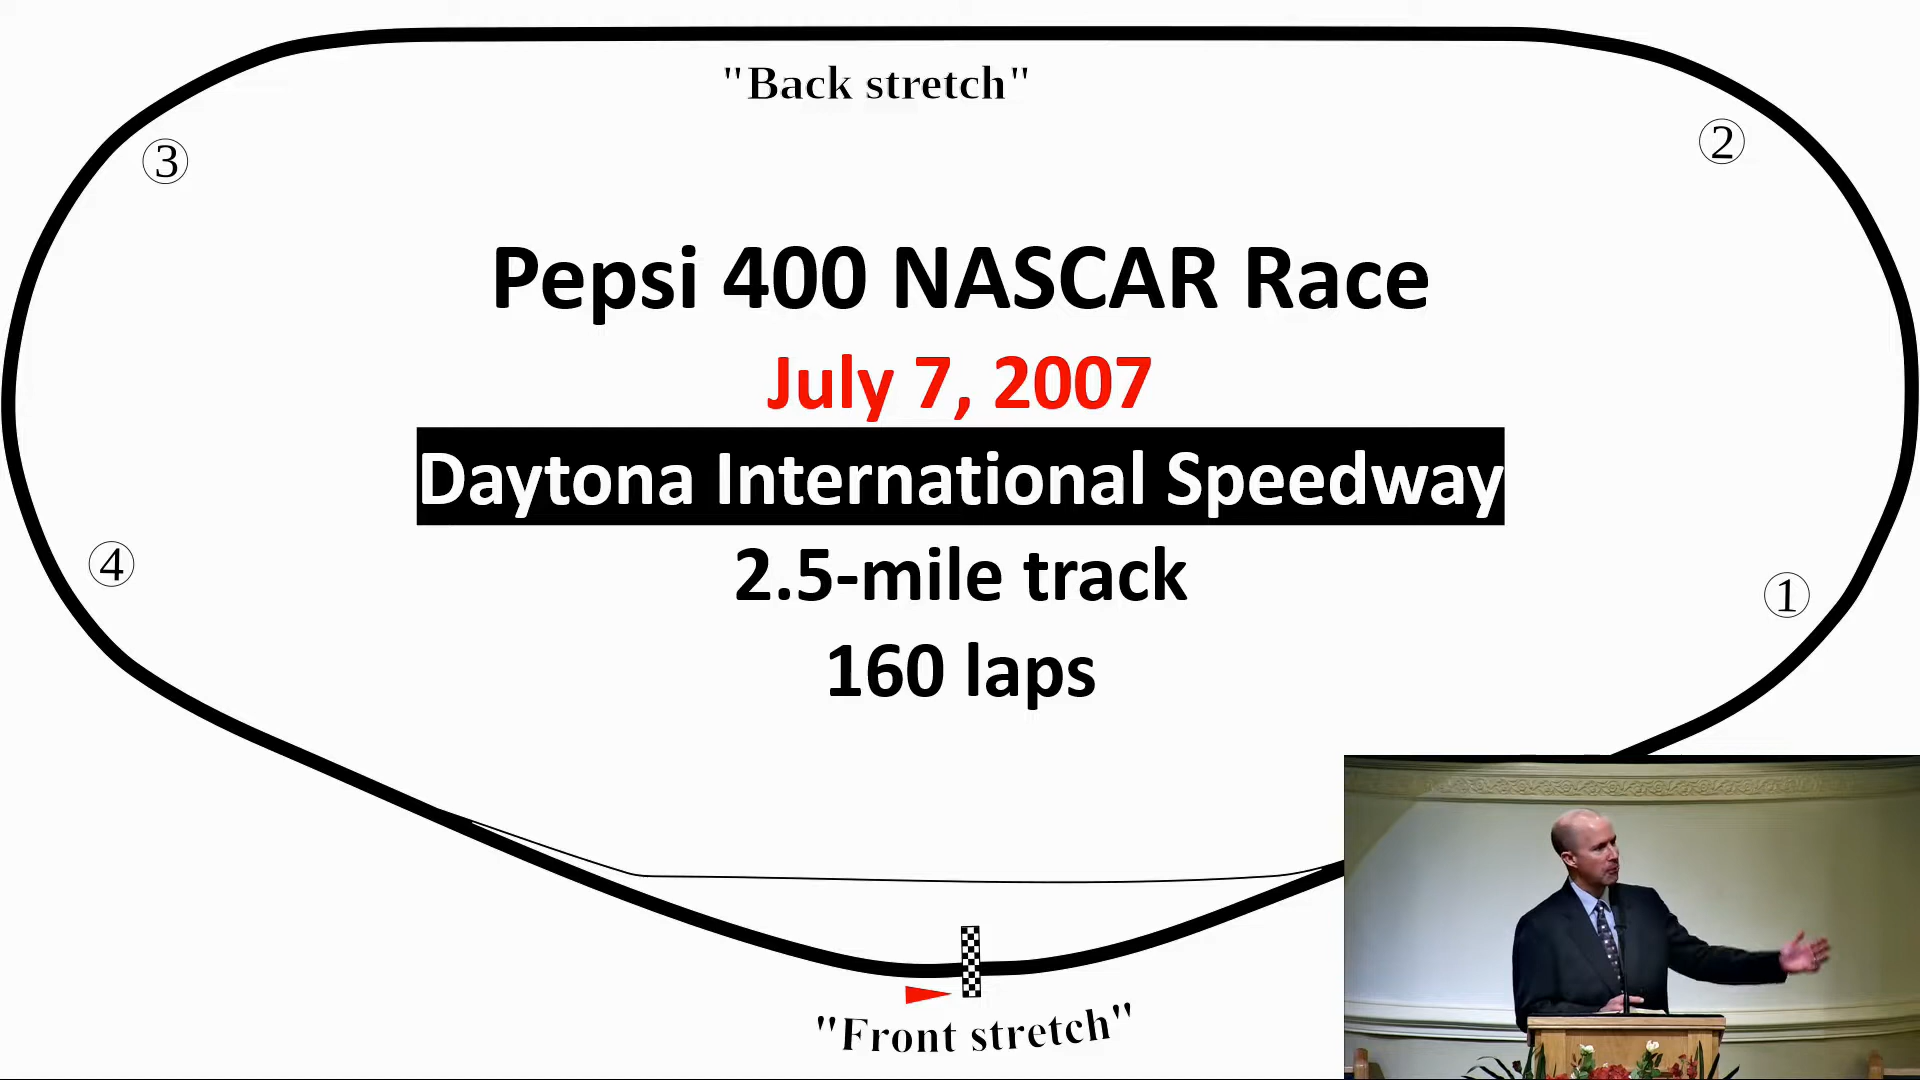 "Back stretch"
③
②
Pepsi 400 NASCAR Race
July 7, 2007
Daytona International Speedway
2.5-mile track
④
①
160 laps
"Front stretch"